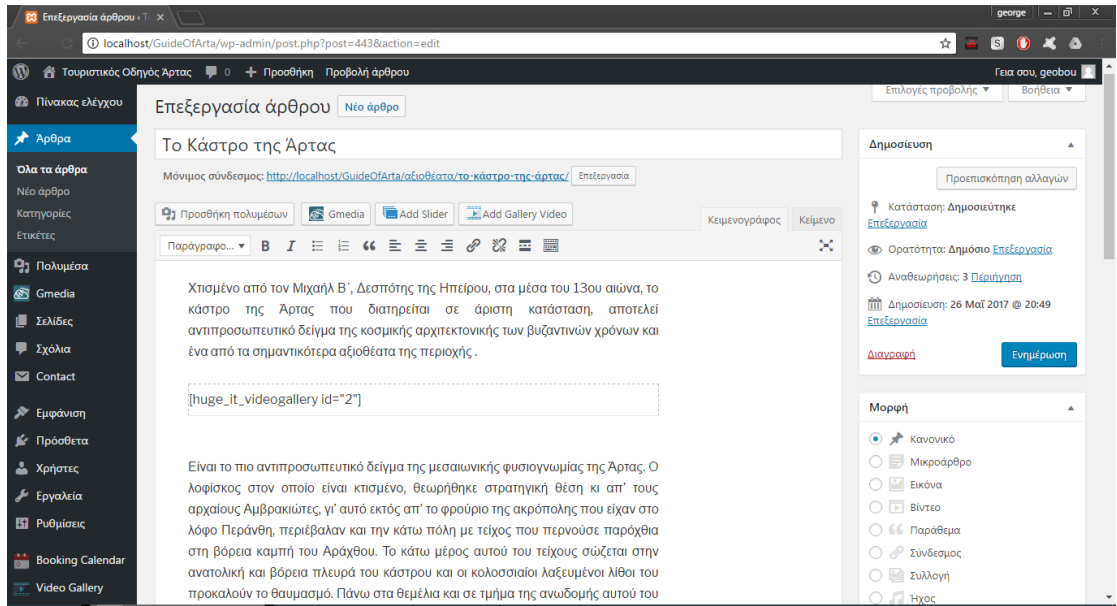 Επεξεργασία άρθρου ‹ Τ
george
localhost/GuideOfArta/wp-admin/post.php?post=443&action=edit
Τουριστικός Οδηγός Άρτας 0 + Προσθήκη Προβολή άρθρου
Γεια σου, geobou
Πίνακας ελέγχου
Άρθρα
Όλα τα άρθρα
Νέο άρθρο
Κατηγορίες
Ετικέτες
Πολυμέσα
Gmedia
Σελίδες
Σχόλια
Contact
Εμφάνιση
Πρόσθετα
Χρήστες
Εργαλεία
Ρυθμίσεις
Booking Calendar
Video Gallery
Επιλογές προβολής ▼ Βοήθεια ▼
Επεξεργασία άρθρου Νέο άρθρο
Το Κάστρο της Άρτας
Μόνιμος σύνδεσμος: http://localhost/GuideOfArta/αξιοθέατα/το-κάστρο-της-άρτας/ Επεξεργασία
Προσθήκη πολυμέσων Gmedia Add Slider Add Gallery Video
Κειμενογράφος Κείμενο
Παράγραφο... ▼ B I
Χτισμένο από τον Μιχαήλ Β΄, Δεσπότης της Ηπείρου, στα μέσα του 13ου αιώνα, το
κάστρο της Άρτας που διατηρείται σε άριστη κατάσταση, αποτελεί
αντιπροσωπευτικό δείγμα της κοσμικής αρχιτεκτονικής των βυζαντινών χρόνων και
ένα από τα σημαντικότερα αξιοθέατα της περιοχής .
[huge_it_videogallery id="2"]
Είναι το πιο αντιπροσωπευτικό δείγμα της μεσαιωνικής φυσιογνωμίας της Άρτας. Ο
λοφίσκος στον οποίο είναι κτισμένο, θεωρήθηκε στρατηγική θέση κι απ' τους
αρχαίους Αμβρακιώτες, γι' αυτό εκτός απ' το φρούριο της ακρόπολης που είχαν στο
λόφο Περάνθη, περιέβαλαν και την κάτω πόλη με τείχος που περνούσε παρόχθια
στη βόρεια καμπή του Αράχθου. Το κάτω μέρος αυτού του τείχους σώζεται στην
ανατολική και βόρεια πλευρά του κάστρου και οι κολοσσιαίοι λαξευμένοι λίθοι του
προκαλούν το θαυμασμό. Πάνω στα θεμέλια και σε τμήμα της ανωδομής αυτού του
Δημοσίευση
Προεπισκόπηση αλλαγών
Κατάσταση: Δημοσιεύτηκε
Επεξεργασία
Ορατότητα: Δημόσιο Επεξεργασία
Αναθεωρήσεις: 3 Περιήγηση
Δημοσίευση: 26 Μαΐ 2017 @ 20:49
Επεξεργασία
Διαγραφή Ενημέρωση
Μορφή
Κανονικό
Μικροάρθρο
Εικόνα
Βίντεο
Παράθεμα
Σύνδεσμος
Συλλογή
Ήχος